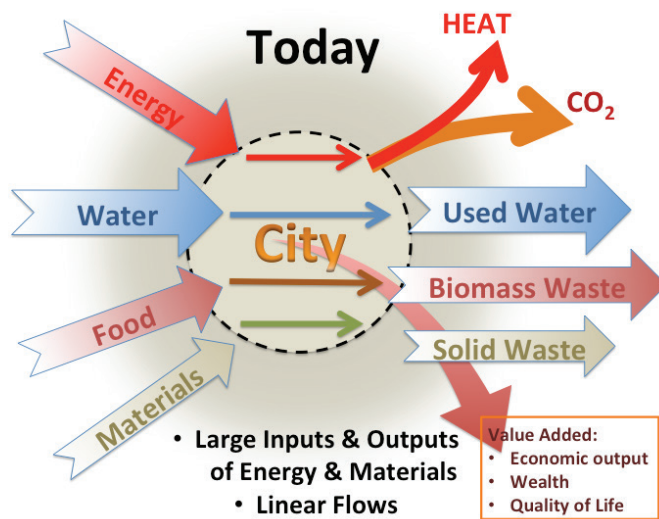 Today
HEAT
CO₂
Energy
Water
City
Used Water
Biomass Waste
Food
Solid Waste
Materials
• Large Inputs & Outputs
of Energy & Materials
• Linear Flows
Value Added:
• Economic output
• Wealth
• Quality of Life